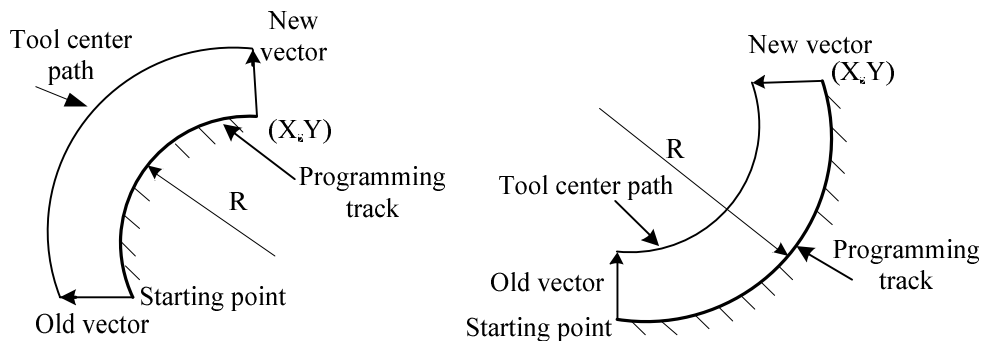 Tool center
path
New
vector
(X,Y)
Programming
track
R
Starting point
Old vector
New vector
(X,Y)
R
Tool center path
Programming
track
Old vector
Starting point